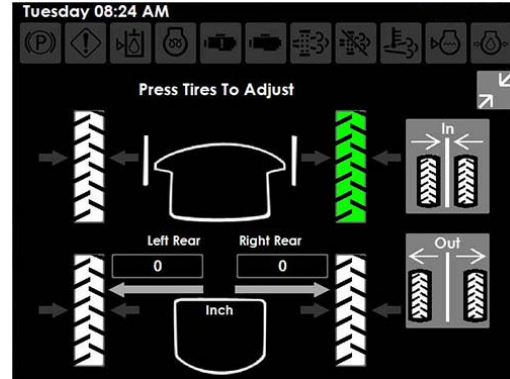 Tuesday 08:24 AM
(P)
Press Tires To Adjust
In
Left Rear Right Rear
0 0
Out
Inch